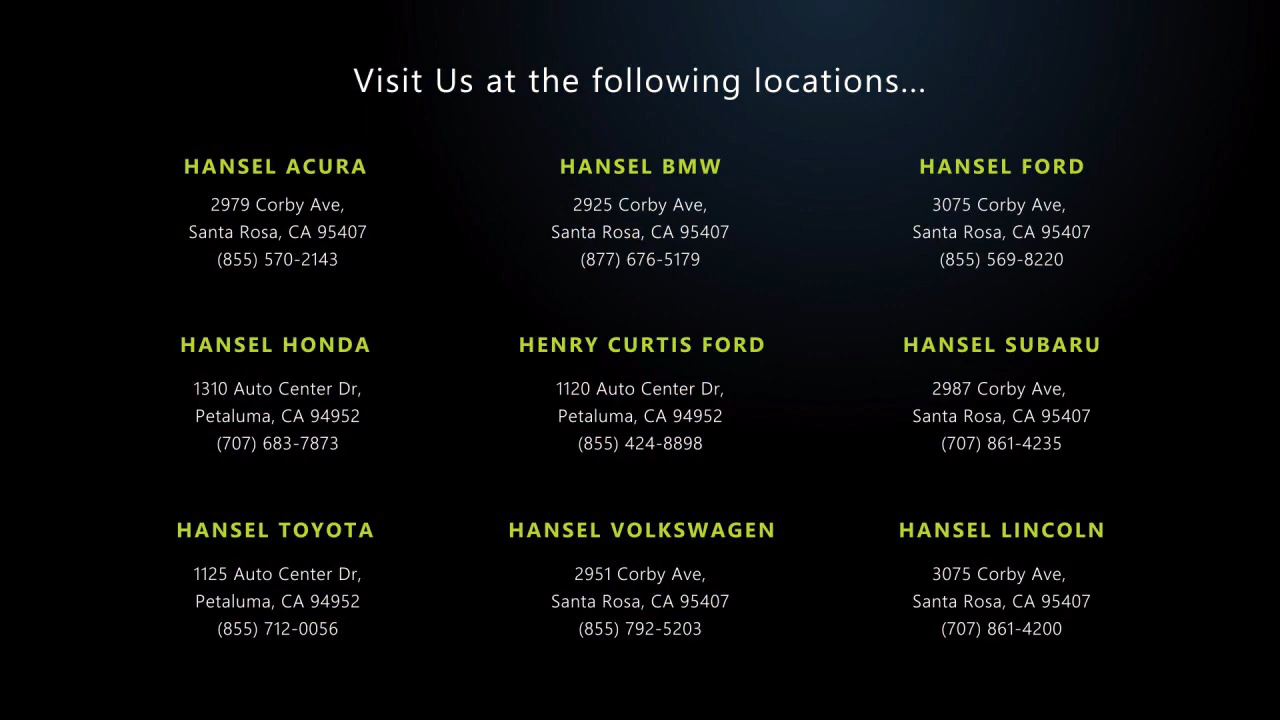 Visit Us at the following locations...
HANSEL ACURA
2979 Corby Ave,
Santa Rosa, CA 95407
(855) 570-2143
HANSEL BMW
2925 Corby Ave,
Santa Rosa, CA 95407
(877) 676-5179
HANSEL FORD
3075 Corby Ave,
Santa Rosa, CA 95407
(855) 569-8220
HANSEL HONDA
1310 Auto Center Dr,
Petaluma, CA 94952
(707) 683-7873
HENRY CURTIS FORD
1120 Auto Center Dr,
Petaluma, CA 94952
(855) 424-8898
HANSEL SUBARU
2987 Corby Ave,
Santa Rosa, CA 95407
(707) 861-4235
HANSEL TOYOTA
1125 Auto Center Dr,
Petaluma, CA 94952
(855) 712-0056
HANSEL VOLKSWAGEN
2951 Corby Ave,
Santa Rosa, CA 95407
(855) 792-5203
HANSEL LINCOLN
3075 Corby Ave,
Santa Rosa, CA 95407
(707) 861-4200